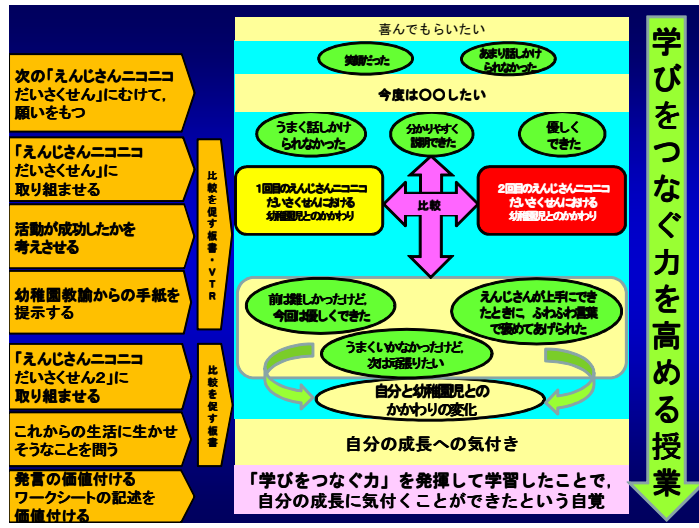 喜んでもらいたい
笑顔だった
あまり話しかけ
られなかった
今度は〇〇したい
うまく話しかけ
られなかった
分かりやすく
説明できた
優しく
できた
1回目のえんじさんニコニコ
だいさくせんにおける
幼稚園児とのかかわり
比較
2回目のえんじさんニコニコ
だいさくせんにおける
幼稚園児とのかかわり
前は難しかったけど,
今回は優しくできた
えんじさんが上手にでき
たときに ふわふわ言葉
で褒めてあげられた
うまくいかなかったけど,
次は頑張りたい
自分と幼稚園児との
かかわりの変化
自分の成長への気付き
「学びをつなぐ力」を発揮して学習したことで,
自分の成長に気付くことができたという自覚
次の「えんじさんニコニコ
だいさくせん」にむけて,
願いをもつ
「えんじさんニコニコ
だいさくせん」に
取り組ませる
活動が成功したかを
考えさせる
幼稚園教諭からの手紙を
提示する
「えんじさんニコニコ
だいさくせん2」に
取り組ませる
これからの生活に生かせ
そうなことを問う
発言の価値付ける
ワークシートの記述を
価値付ける
比較を促す板書・VTR
比較を促す板書
学びをつなぐ力を高める授業